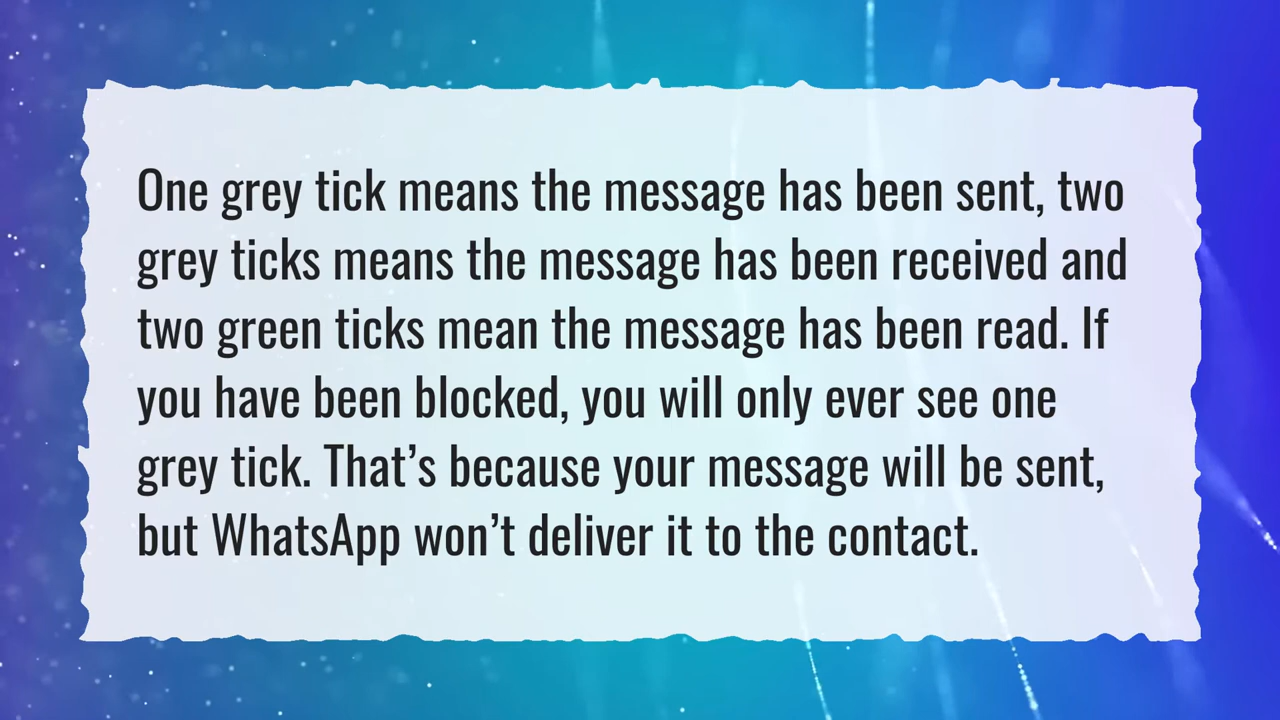 One grey tick means the message has been sent, two
grey ticks means the message has been received and
two green ticks mean the message has been read. If
you have been blocked, you will only ever see one
grey tick. That’s because your message will be sent,
but WhatsApp won’t deliver it to the contact.